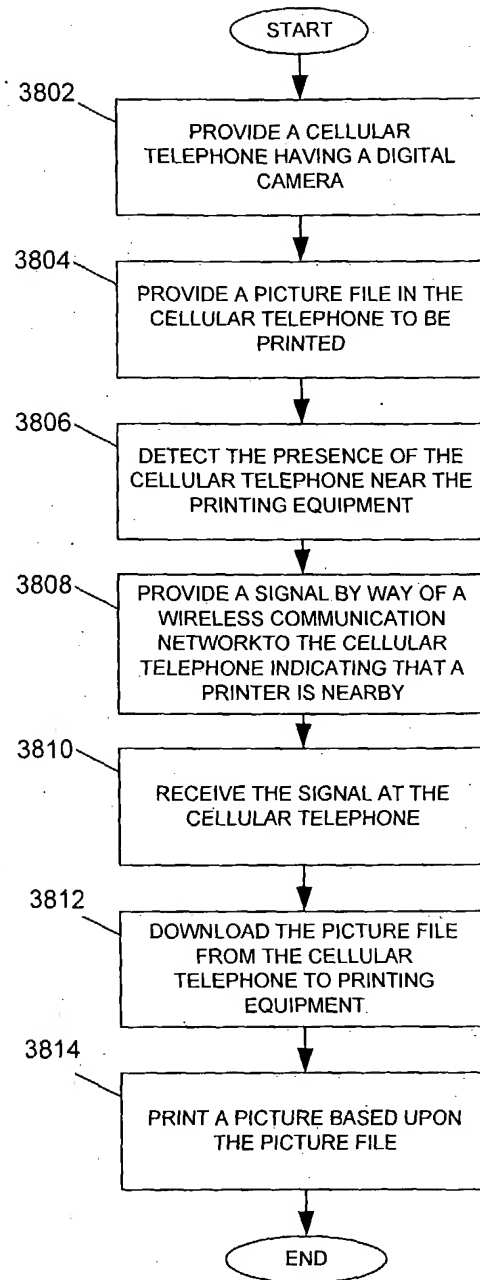 START
3802
PROVIDE A CELLULAR
TELEPHONE HAVING A DIGITAL
CAMERA
3804
PROVIDE A PICTURE FILE IN THE
CELLULAR TELEPHONE TO BE
PRINTED
3806
DETECT THE PRESENCE OF THE
CELLULAR TELEPHONE NEAR THE
PRINTING EQUIPMENT
3808
PROVIDE A SIGNAL BY WAY OF A
WIRELESS COMMUNICATION
NETWORKTO THE CELLULAR
TELEPHONE INDICATING THAT A
PRINTER IS NEARBY
3810
RECEIVE THE SIGNAL AT THE
CELLULAR TELEPHONE
3812
DOWNLOAD THE PICTURE FILE
FROM THE CELLULAR
TELEPHONE TO PRINTING
EQUIPMENT
3814
PRINT A PICTURE BASED UPON
THE PICTURE FILE
END